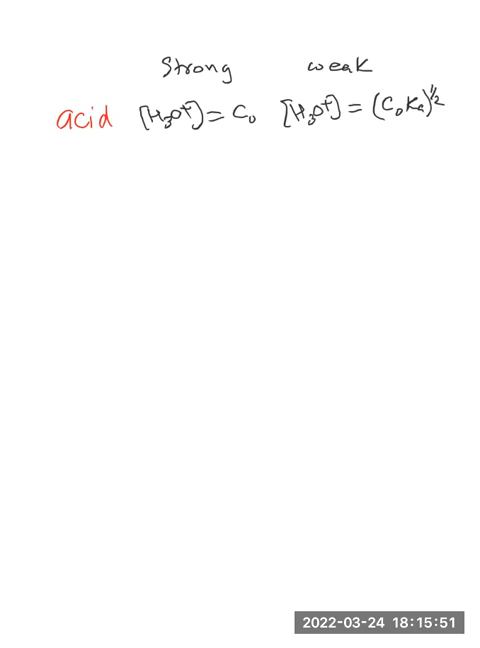 Strong weak
acid [H₃O⁺] = C₀ [H₃O⁺] = (C₀Kₐ)^½
2022-03-24 18:15:51